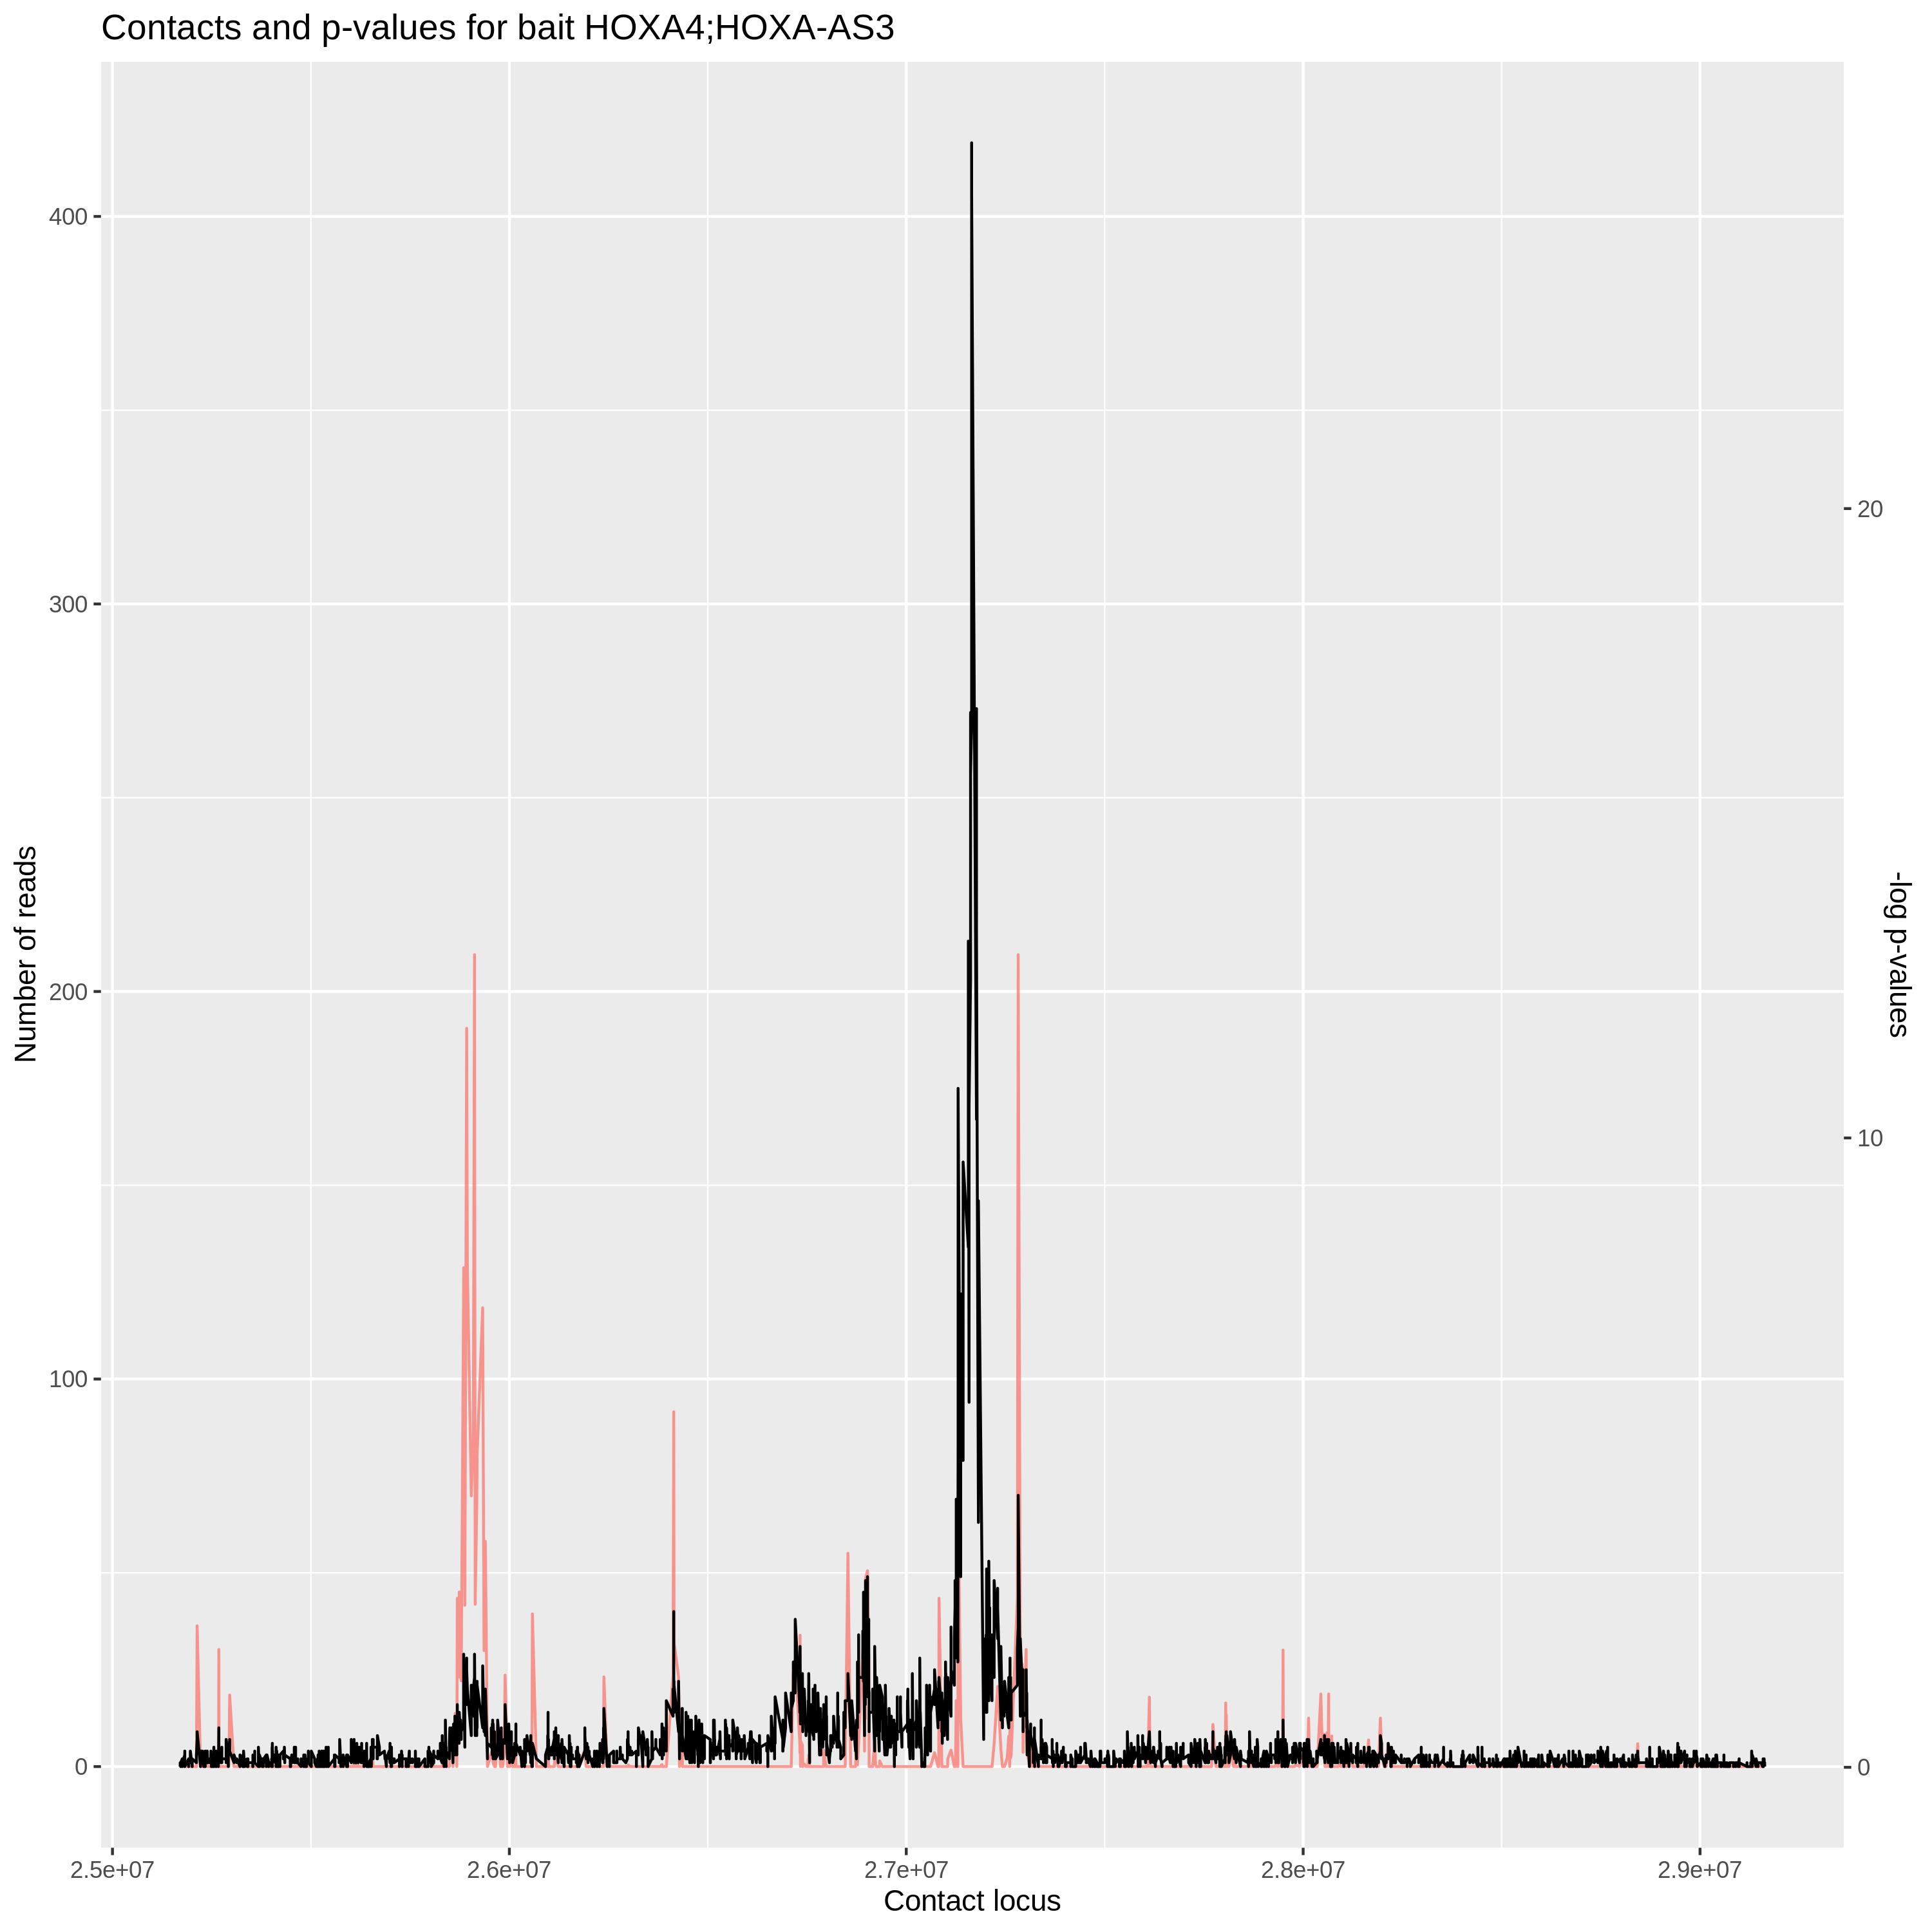 Contacts and p-values for bait HOXA4;HOXA-AS3
400
300
200
100
0
Number of reads
20
10
0
-log p-values
2.5e+07
2.6e+07
2.7e+07
2.8e+07
2.9e+07
Contact locus